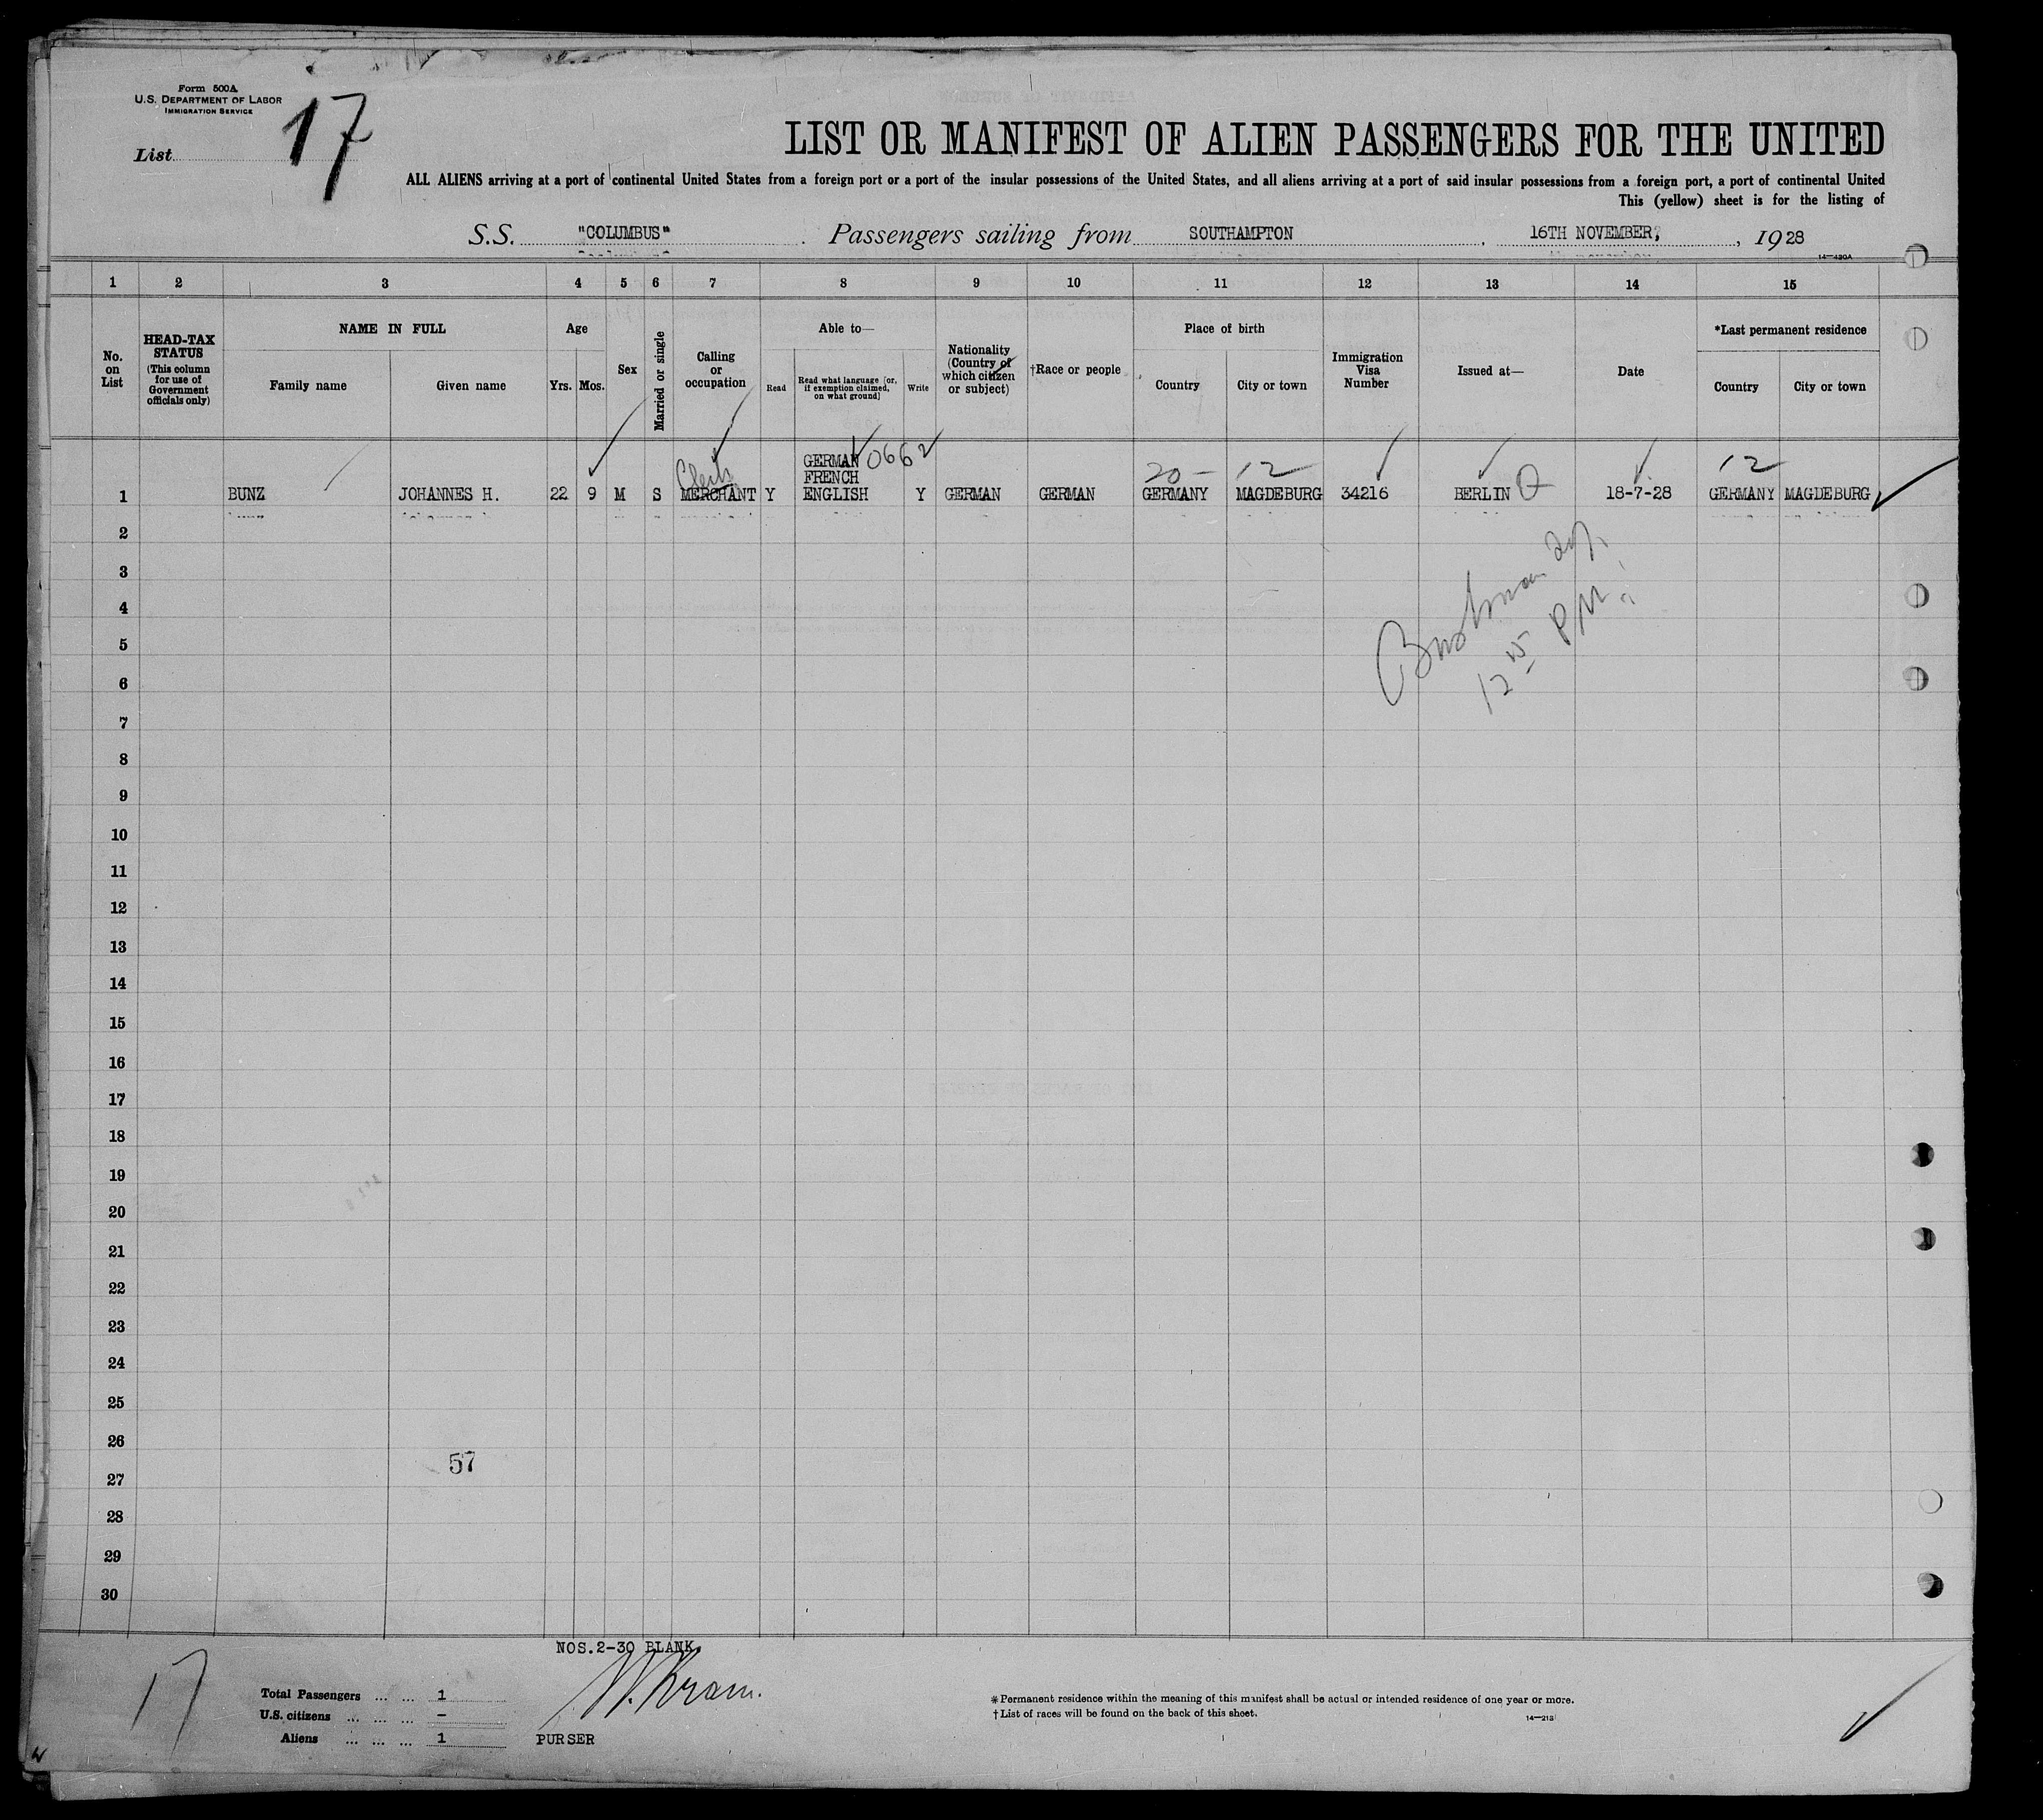 Form 500A
U.S. DEPARTMENT OF LABOR
IMMIGRATION SERVICE
List 17
LIST OR MANIFEST OF ALIEN PASSENGERS FOR THE UNITED
ALL ALIENS arriving at a port of continental United States from a foreign port or a port of the insular possessions of the United States, and all aliens arriving at a port of said insular possessions from a foreign port, a port of continental United
This (yellow) sheet is for the listing of
S.S. "COLUMBUS" Passengers sailing from SOUTHAMPTON, 16TH NOVEMBER, 1928
14—430A
1 2 3 4 5 6 7 8 9 10 11 12 13 14 15
No. on List
HEAD-TAX STATUS (This column for use of Government officials only)
NAME IN FULL
Family name Given name
Age
Yrs. Mos.
Sex
Married or single
Calling or occupation
Able to—
Read
Read what language [or, if exemption claimed, on what ground]
Write
Nationality (Country of which citizen or subject)
†Race or people
Place of birth
Country City or town
Immigration Visa Number
Issued at—
Date
*Last permanent residence
Country City or town
GERMAN 0662
Clerk FRENCH 20- 12 12
1 BUNZ JOHANNES H. 22 9 M S MERCHANT Y ENGLISH Y GERMAN GERMAN GERMANY MAGDEBURG 34216 BERLIN 18-7-28 GERMANY MAGDEBURG
2
3
4
5
6
7
8
9
10
11
12
13
14
15
16
17
18
19
20
21
22
23
24
25
26
57
27
28
29
30
12 15 P.M.
NOS.2-30 BLANK.
17
Total Passengers ... ... 1
U.S. citizens ... ... ... —
Aliens ... ... ... 1
W. Kram.
PURSER
*Permanent residence within the meaning of this manifest shall be actual or intended residence of one year or more.
†List of races will be found on the back of this sheet.
14—213